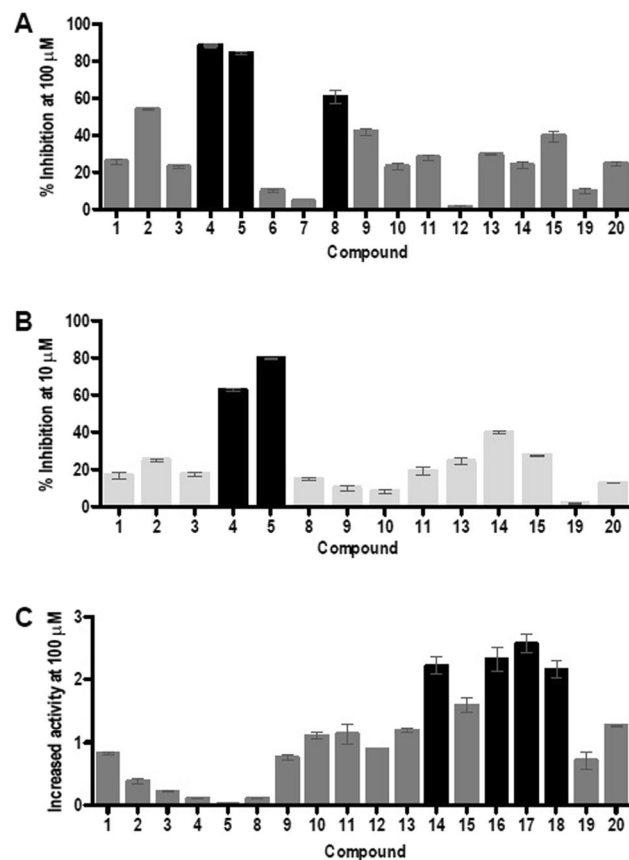 A
% Inhibition at 100 μM
100
80
60
40
20
0
1 2 3 4 5 6 7 8 9 10 11 12 13 14 15 19 20
Compound
B
% Inhibition at 10 μM
100
80
60
40
20
0
1 2 3 4 5 8 9 10 11 13 14 15 19 20
Compound
C
Increased activity at 100 μM
3
2
1
0
1 2 3 4 5 8 9 10 11 12 13 14 15 16 17 18 19 20
Compound